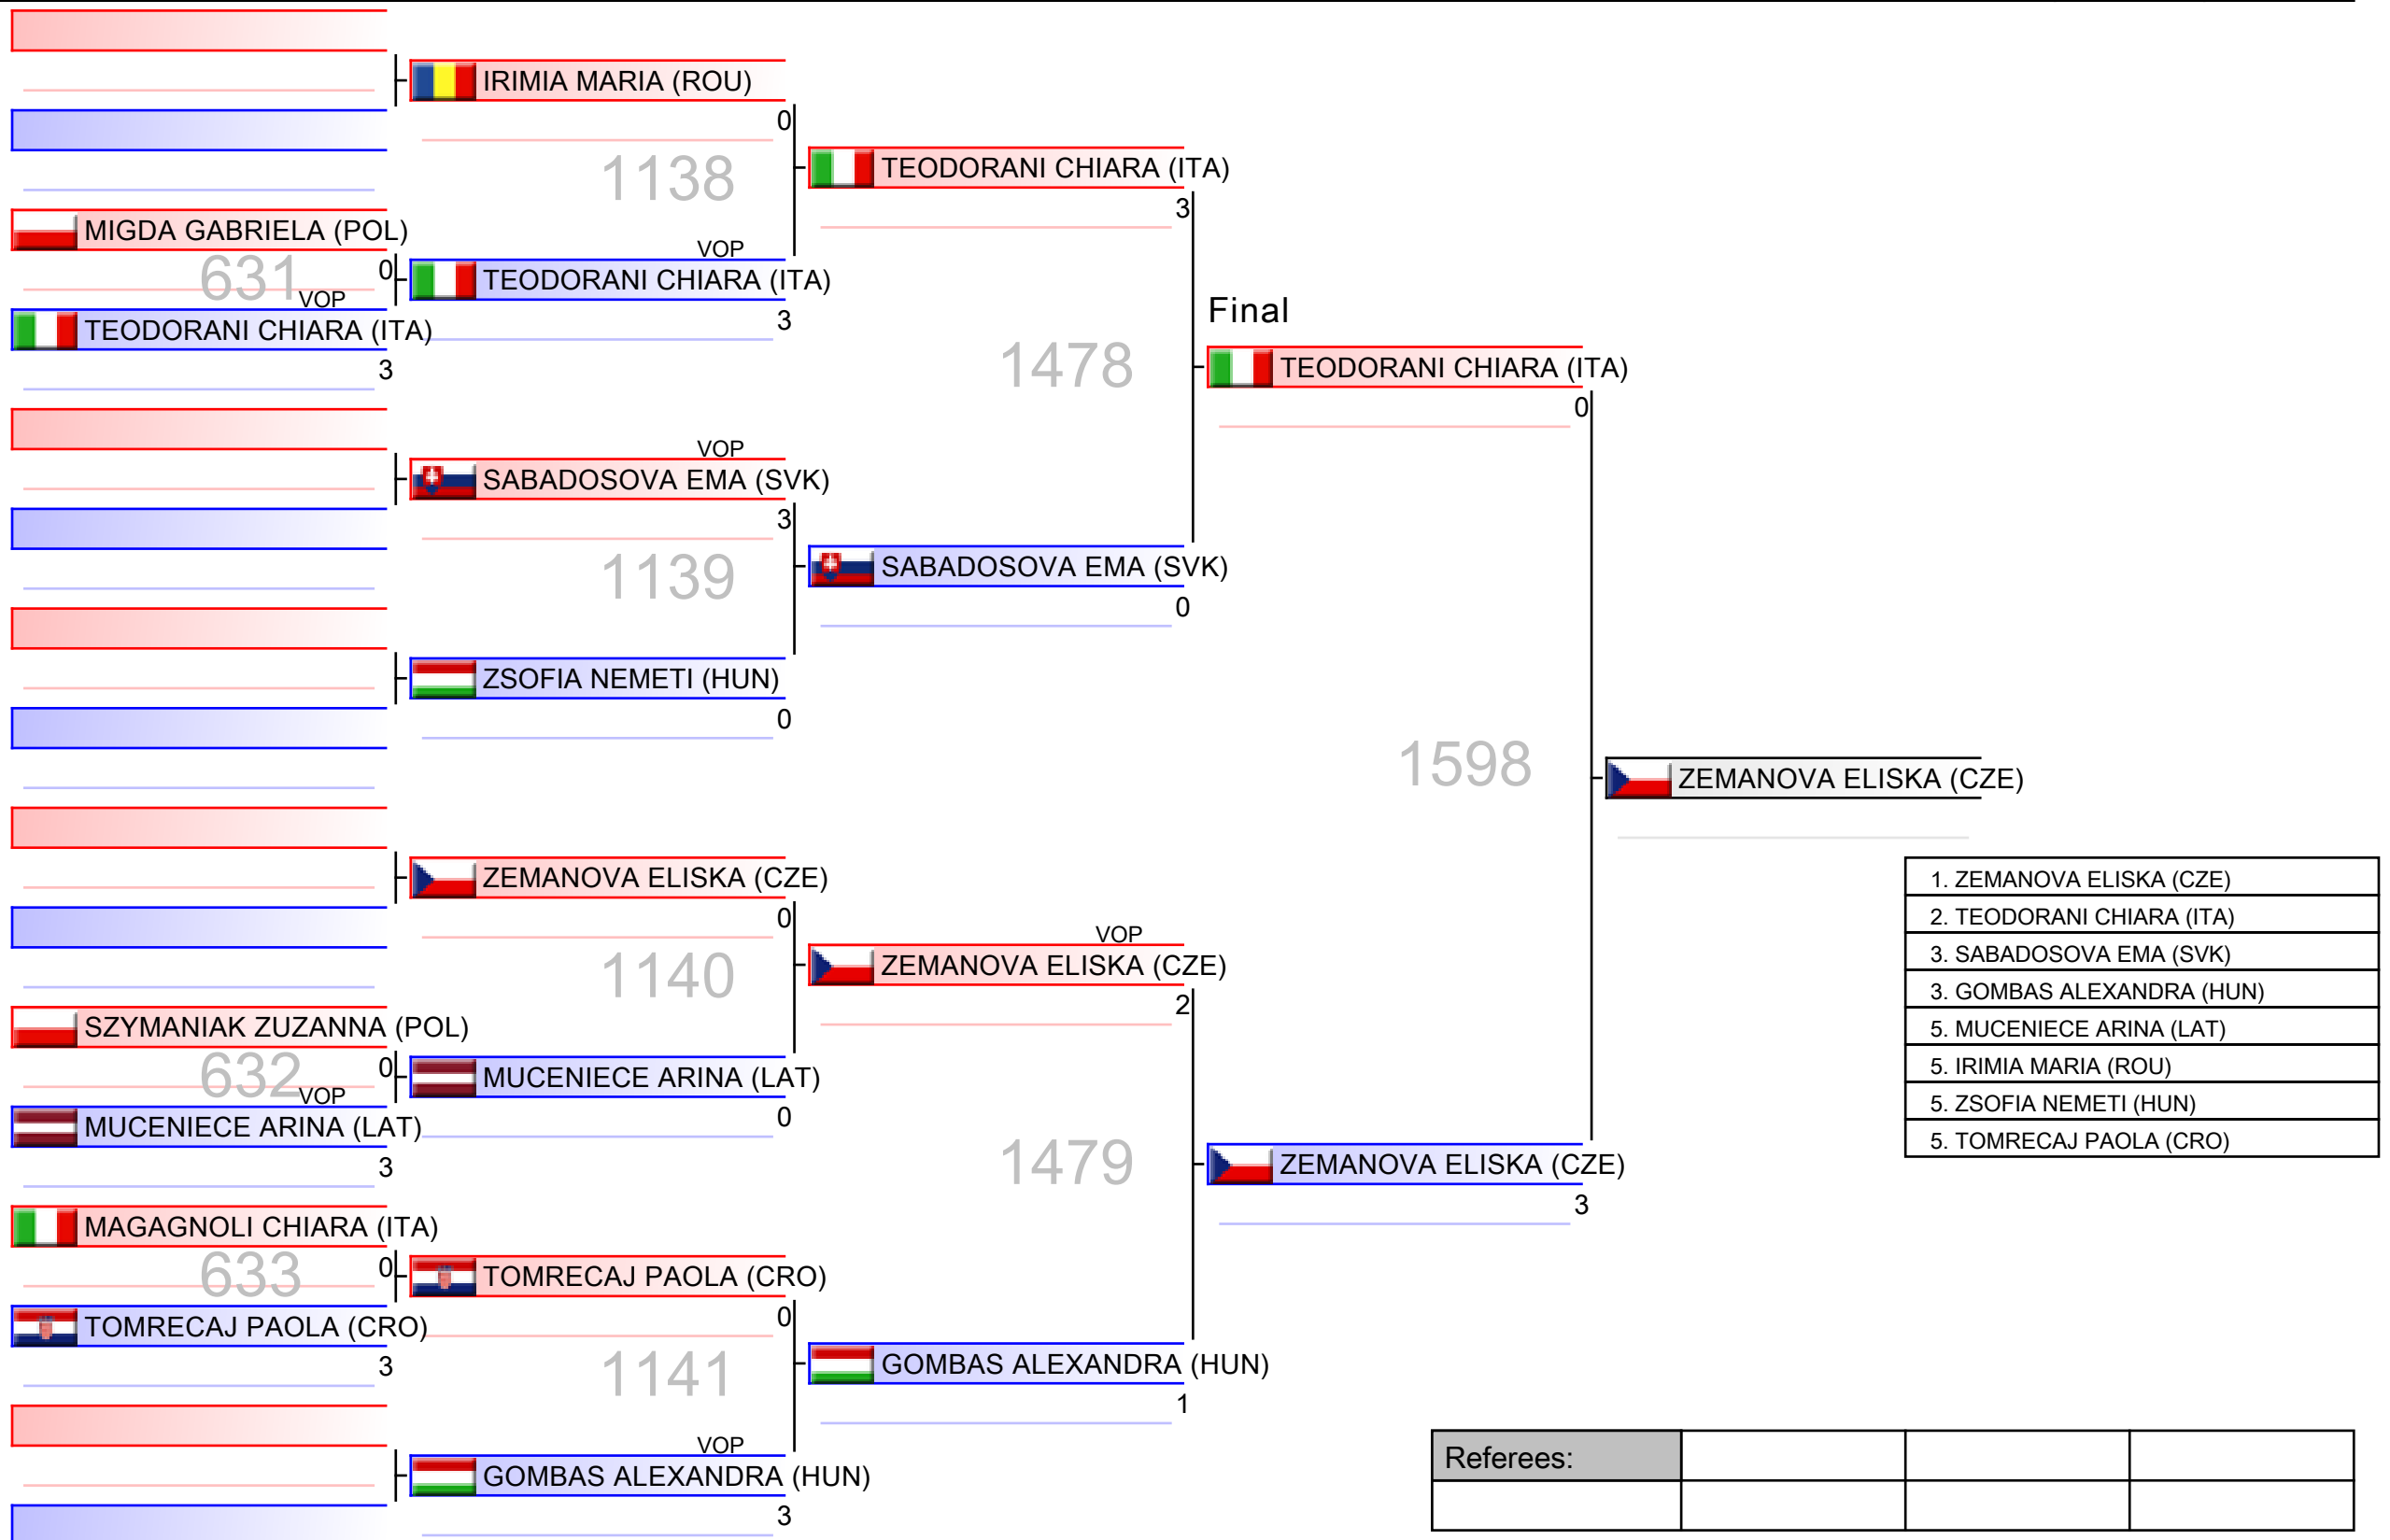 IRIMIA MARIA (ROU)
0
1138
TEODORANI CHIARA (ITA)
3
MIGDA GABRIELA (POL)
0
631
VOP
TEODORANI CHIARA (ITA)
3
VOP
TEODORANI CHIARA (ITA)
3
Final
1478
TEODORANI CHIARA (ITA)
0
VOP
SABADOSOVA EMA (SVK)
3
1139
SABADOSOVA EMA (SVK)
0
ZSOFIA NEMETI (HUN)
0
1598
ZEMANOVA ELISKA (CZE)
ZEMANOVA ELISKA (CZE)
0
1140
VOP
ZEMANOVA ELISKA (CZE)
2
SZYMANIAK ZUZANNA (POL)
0
632
VOP
MUCENIECE ARINA (LAT)
3
MUCENIECE ARINA (LAT)
0
1479
ZEMANOVA ELISKA (CZE)
3
MAGAGNOLI CHIARA (ITA)
0
633
TOMRECAJ PAOLA (CRO)
3
TOMRECAJ PAOLA (CRO)
0
1141
GOMBAS ALEXANDRA (HUN)
1
VOP
GOMBAS ALEXANDRA (HUN)
3
1. ZEMANOVA ELISKA (CZE)
2. TEODORANI CHIARA (ITA)
3. SABADOSOVA EMA (SVK)
3. GOMBAS ALEXANDRA (HUN)
5. MUCENIECE ARINA (LAT)
5. IRIMIA MARIA (ROU)
5. ZSOFIA NEMETI (HUN)
5. TOMRECAJ PAOLA (CRO)
Referees: